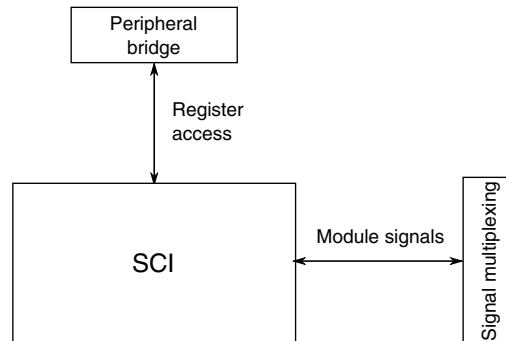 Peripheral
bridge
Register
access
SCI
Module signals
Signal multiplexing